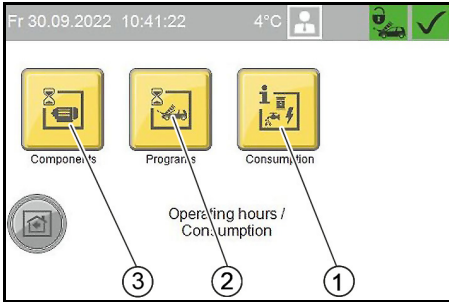 Fr 30.09.2022 10:41:22 4°C
Components Programs Consumption
Operating hours /
Consumption
3 2 1